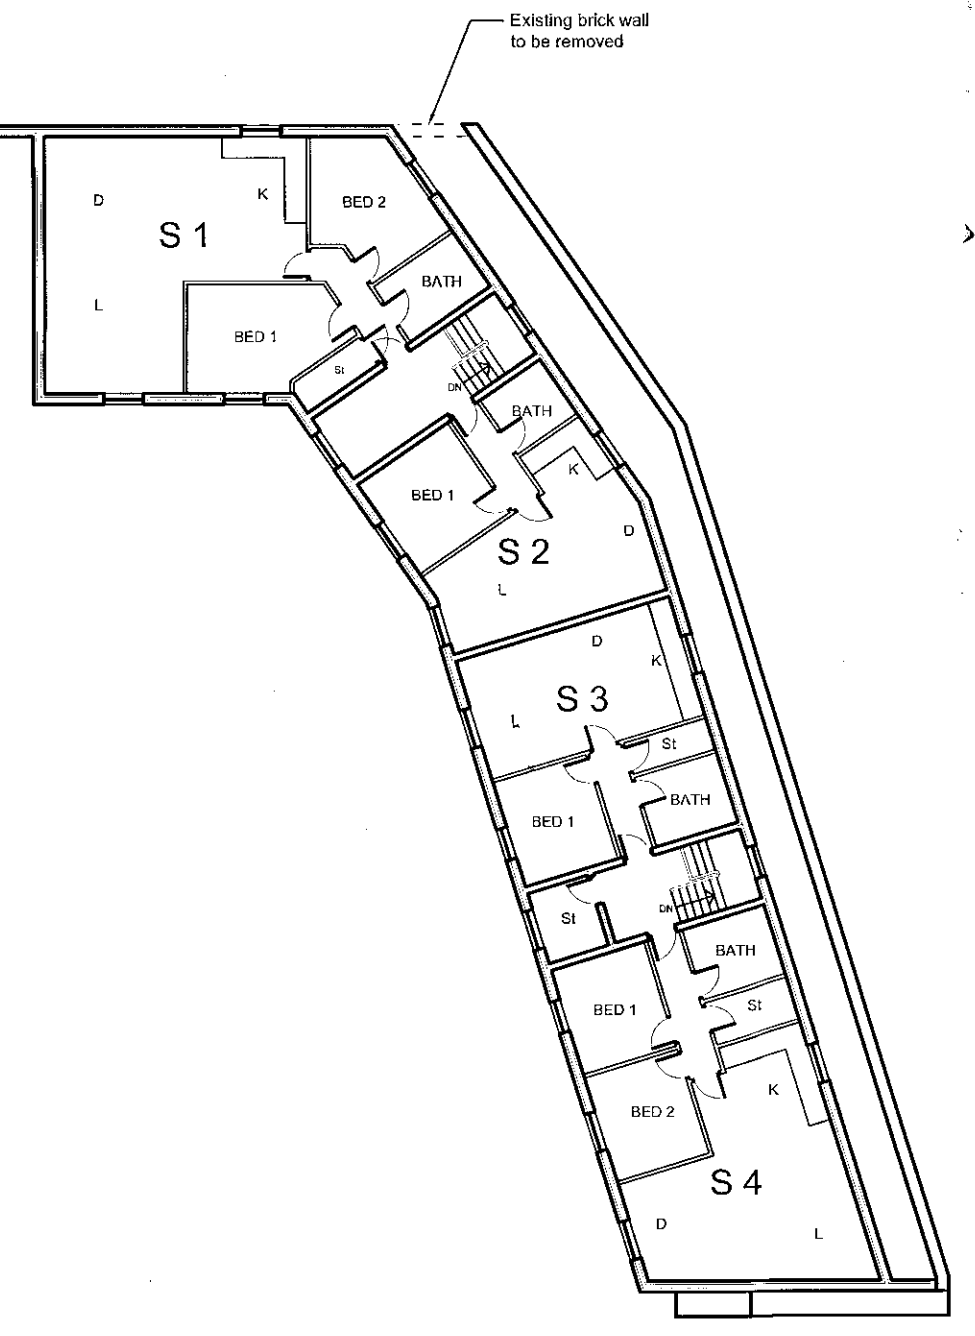 Existing brick wall
to be removed
D
K
BED 2
S 1
BATH
L
BED 1
St
DN
BATH
K
BED 1
D
S 2
L
D
K
S 3
L
St
BATH
BED 1
DN
St
BATH
BED 1
St
K
BED 2
S 4
D
L